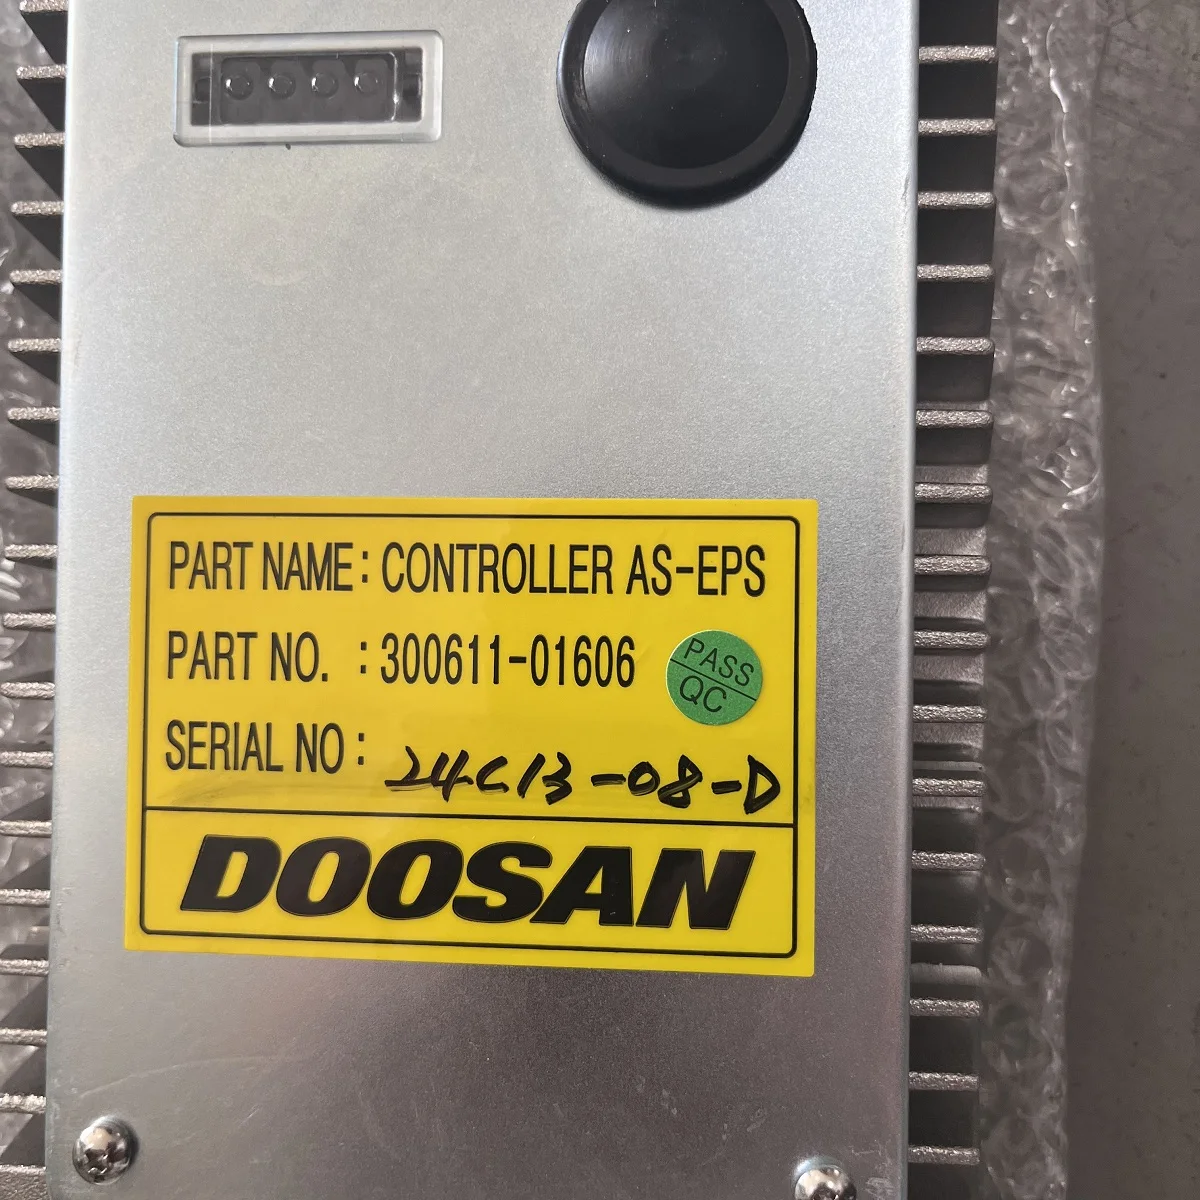 PART NAME : CONTROLLER AS-EPS
PART NO. : 300611-01606
PASS
QC
SERIAL NO : 24C13-08-D
DOOSAN